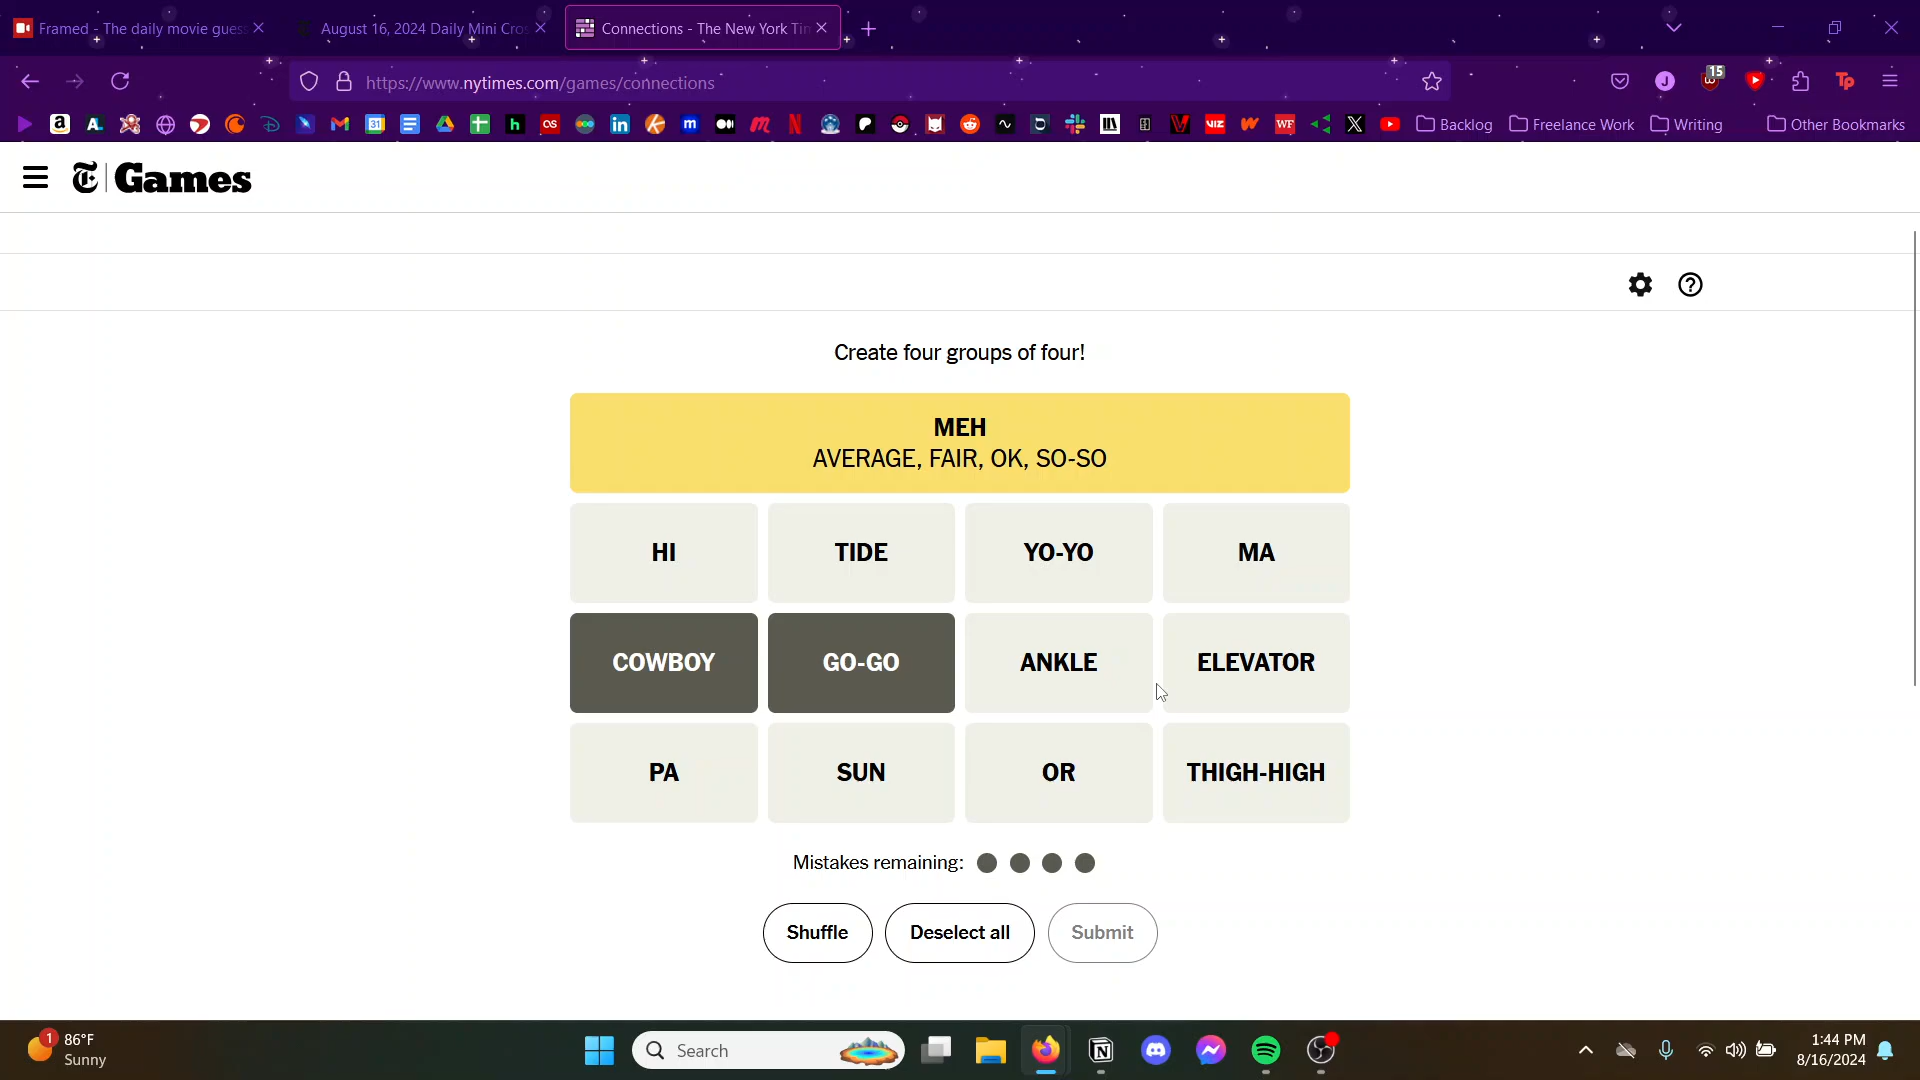 Framed - The daily movie gues
August 16, 2024 Daily Mini Cro
Connections - The New York Tim
https://www.nytimes.com/games/connections
15
Tp
Backlog
Freelance Work
Writing
Other Bookmarks
Games
Create four groups of four!
MEH
AVERAGE, FAIR, OK, SO-SO
HI
TIDE
YO-YO
MA
COWBOY
GO-GO
ANKLE
ELEVATOR
PA
SUN
OR
THIGH-HIGH
Mistakes remaining:
Shuffle
Deselect all
Submit
1
86°F
Sunny
Search
1:44 PM
8/16/2024